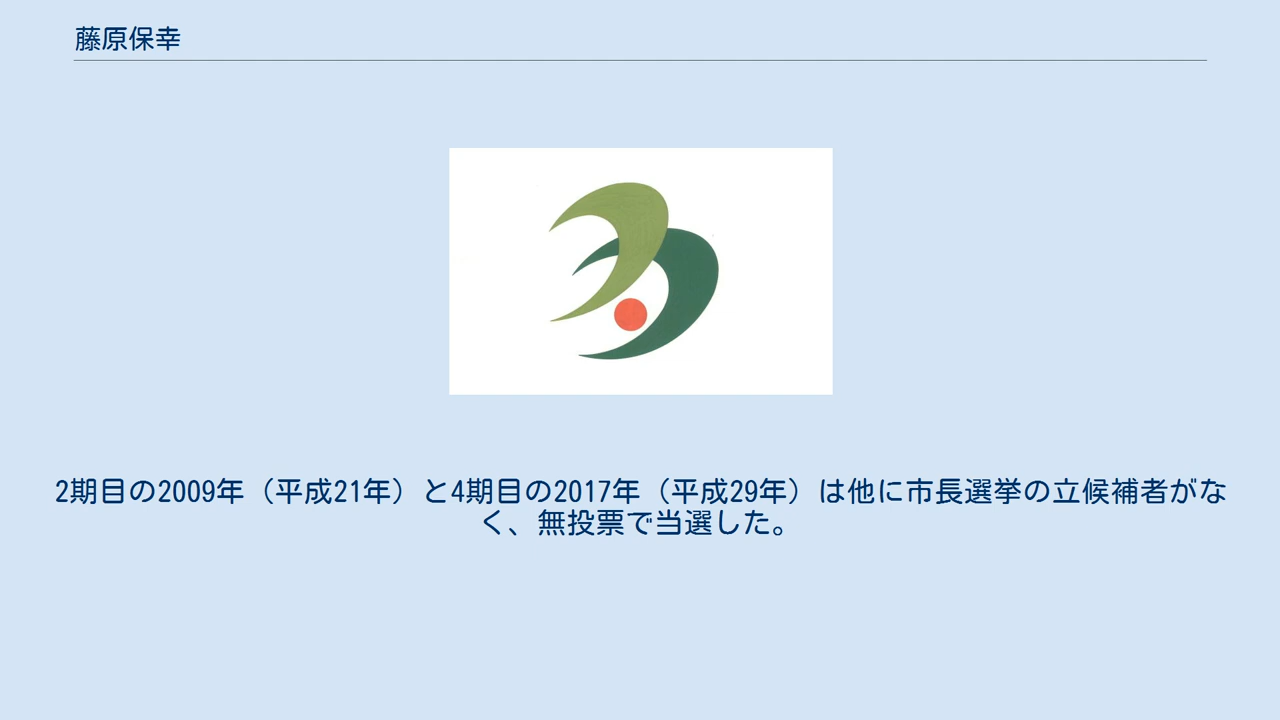 藤原保幸
2期目の2009年（平成21年）と4期目の2017年（平成29年）は他に市長選挙の立候補者がな
く、無投票で当選した。